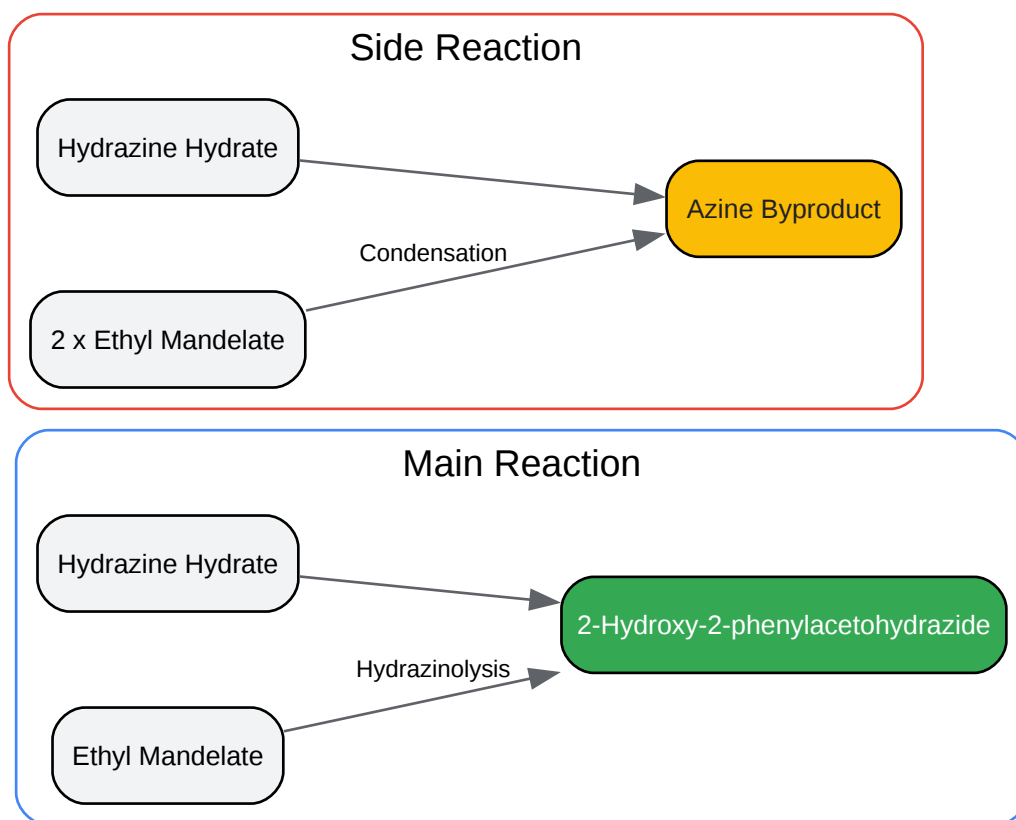 Side Reaction
Hydrazine Hydrate
Azine Byproduct
Condensation
2 x Ethyl Mandelate
Main Reaction
Hydrazine Hydrate
2-Hydroxy-2-phenylacetohydrazide
Hydrazinolysis
Ethyl Mandelate